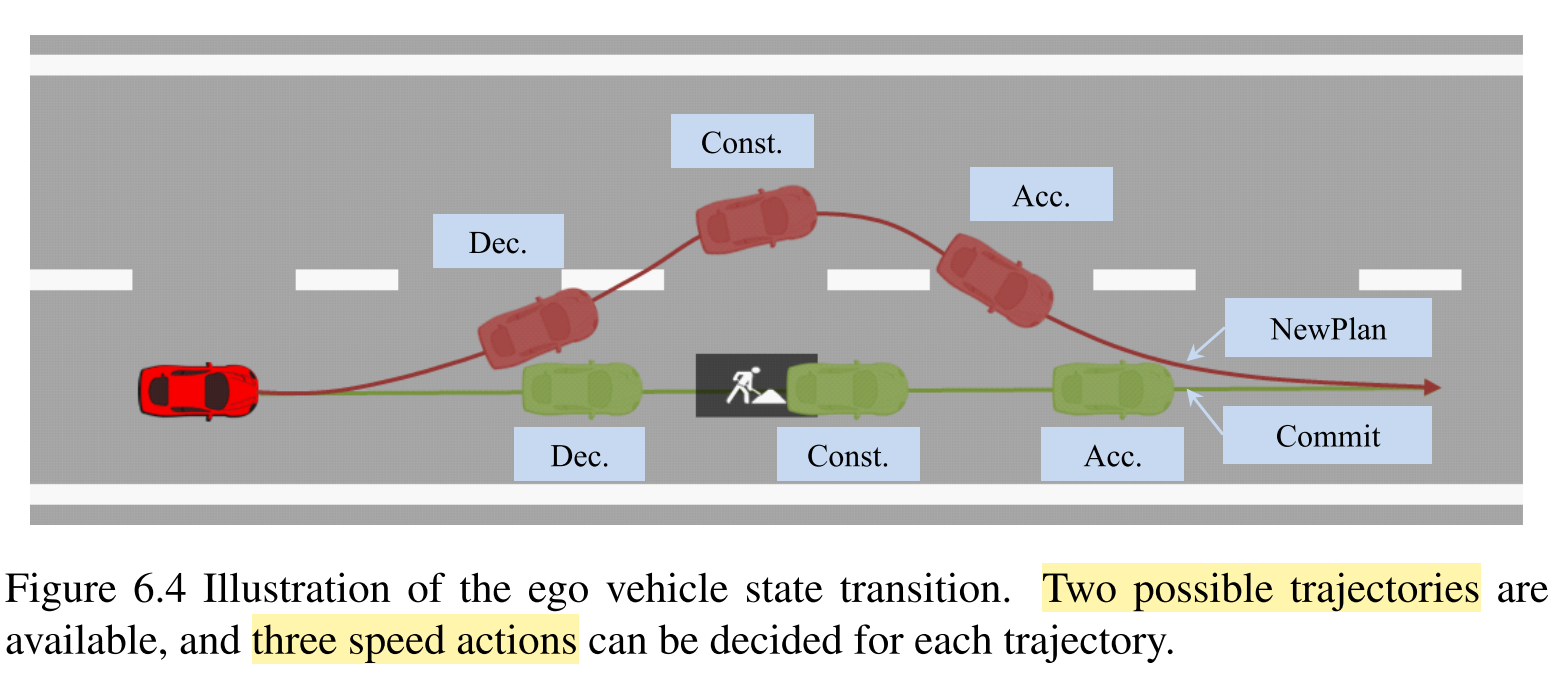 Const.
Acc.
Dec.
NewPlan
Commit
Dec.
Const.
Acc.
Figure 6.4 Illustration of the ego vehicle state transition. Two possible trajectories are
available, and three speed actions can be decided for each trajectory.